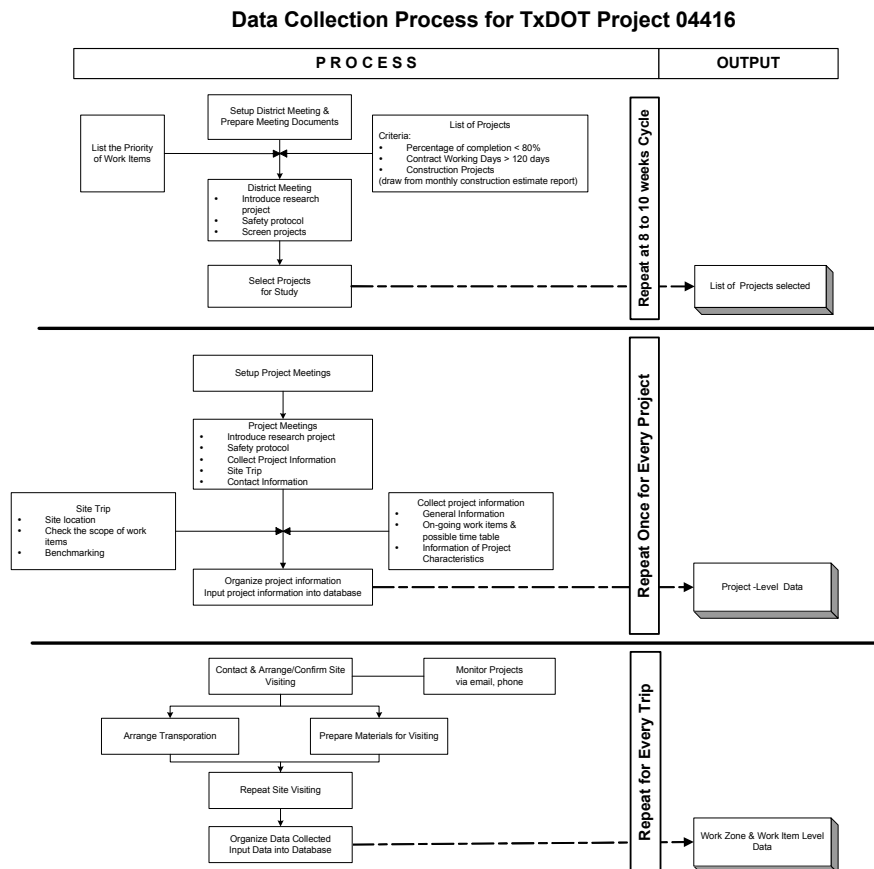 Data Collection Process for TxDOT Project 04416
P R O C E S S
OUTPUT
Setup District Meeting &
Prepare Meeting Documents
List the Priority
of Work Items
List of Projects
Criteria:
• Percentage of completion < 80%
• Contract Working Days > 120 days
• Construction Projects
(draw from monthly construction estimate report)
District Meeting
• Introduce research
project
• Safety protocol
• Screen projects
Select Projects
for Study
Repeat at 8 to 10 weeks Cycle
List of Projects selected
Setup Project Meetings
Project Meetings
• Introduce research project
• Safety protocol
• Collect Project Information
• Site Trip
• Contact Information
Site Trip
• Site location
• Check the scope of work
items
• Benchmarking
Collect project information
• General Information
• On-going work items &
possible time table
• Information of Project
Characteristics
Organize project information
Input project information into database
Repeat Once for Every Project
Project -Level Data
Contact & Arrange/Confirm Site
Visiting
Monitor Projects
via email, phone
Arrange Transporation
Prepare Materials for Visiting
Repeat Site Visiting
Organize Data Collected
Input Data into Database
Repeat for Every Trip
Work Zone & Work Item Level
Data